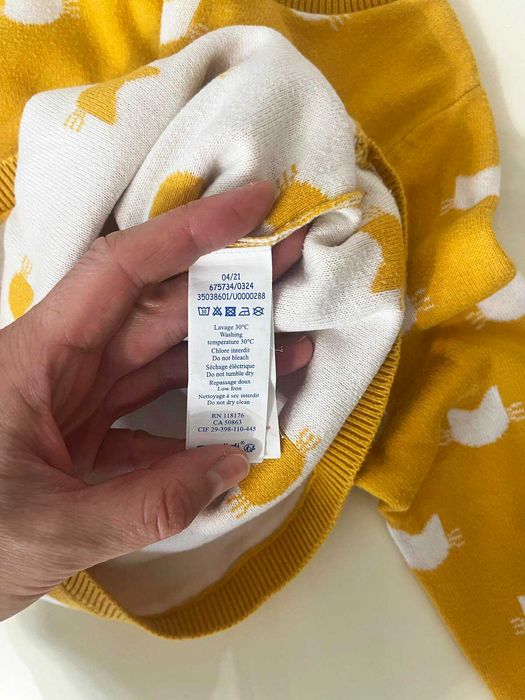 04/21
675734/0324
35038601/U0000288
Lavage 30°C
Washing
temperature 30°C
Chlore interdit
Do not bleach
Séchage éléctrique
Do not tumble dry
Repassage doux
Low Iron
Nettoyage à sec interdit
Do not dry clean
RN 118176
CA 50863
CIF 29-398-110-445